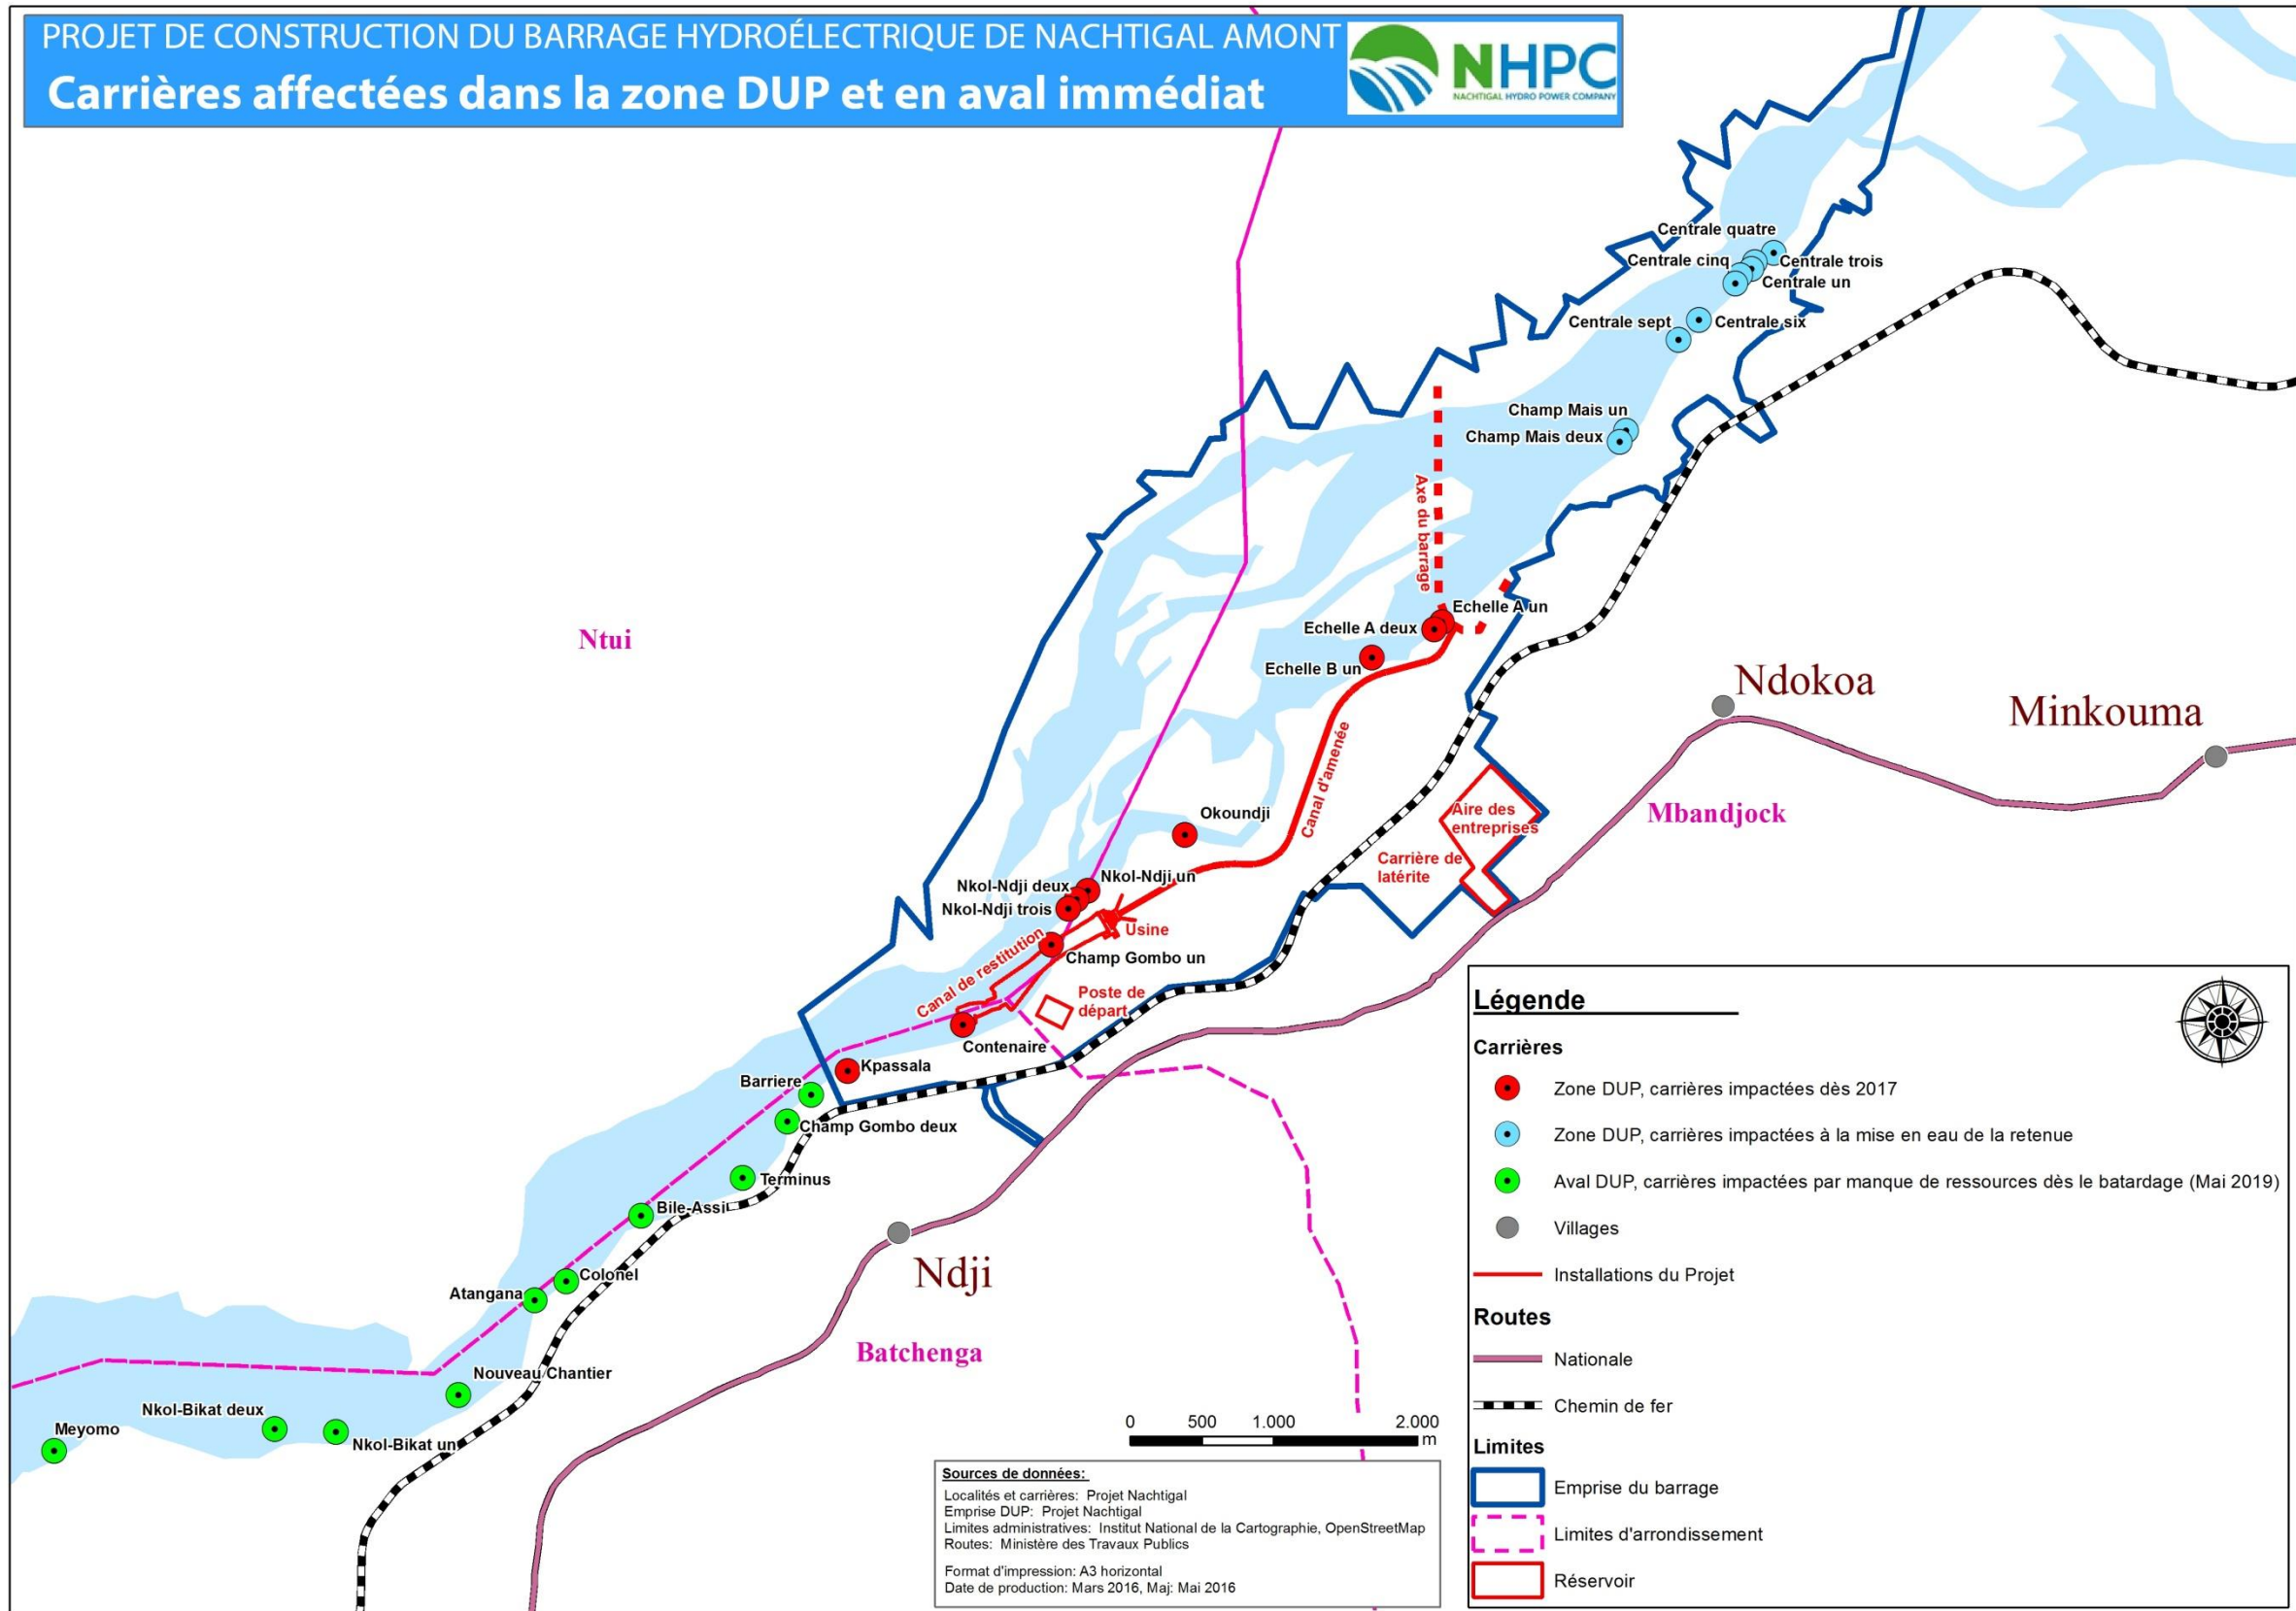 PROJET DE CONSTRUCTION DU BARRAGE HYDROÉLECTRIQUE DE NACHTIGAL AMONT
Carrières affectées dans la zone DUP et en aval immédiat
NHPC
NACHTIGAL HYDRO POWER COMPANY
Centrale quatre
Centrale cinq
Centrale trois
Centrale un
Centrale sept
Centrale six
Champ Mais un
Champ Mais deux
Axe du barrage
Echelle A un
Echelle A deux
Echelle B un
Ntui
Ndokoa
Minkouma
Canal d'amenée
Mbandjock
Aire des
entreprises
Okoundji
Carrière de
latérite
Nkol-Ndji deux
Nkol-Ndji un
Nkol-Ndji trois
Usine
Canal de restitution
Champ Gombo un
Poste de
départ
Contenaire
Kpassala
Barriere
Champ Gombo deux
Terminus
Bile-Assi
Ndji
Colonel
Atangana
Batchenga
Nouveau Chantier
Nkol-Bikat deux
Meyomo
Nkol-Bikat un
0 500 1.000 2.000
m
Sources de données:
Localités et carrières: Projet Nachtigal
Emprise DUP: Projet Nachtigal
Limites administratives: Institut National de la Cartographie, OpenStreetMap
Routes: Ministère des Travaux Publics
Format d'impression: A3 horizontal
Date de production: Mars 2016, Maj: Mai 2016
Légende
Carrières
Zone DUP, carrières impactées dès 2017
Zone DUP, carrières impactées à la mise en eau de la retenue
Aval DUP, carrières impactées par manque de ressources dès le batardage (Mai 2019)
Villages
Installations du Projet
Routes
Nationale
Chemin de fer
Limites
Emprise du barrage
Limites d'arrondissement
Réservoir